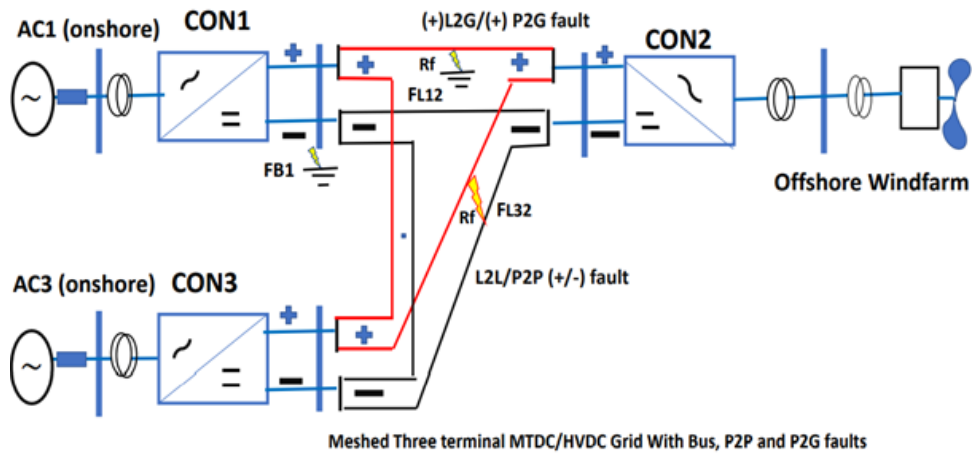 (+)L2G/(+) P2G fault
AC1 (onshore)
CON1
CON2
Rf
FL12
FB1
Offshore Windfarm
FL32
Rf
AC3 (onshore)
CON3
L2L/P2P (+/-) fault
Meshed Three terminal MTDC/HVDC Grid With Bus, P2P and P2G faults